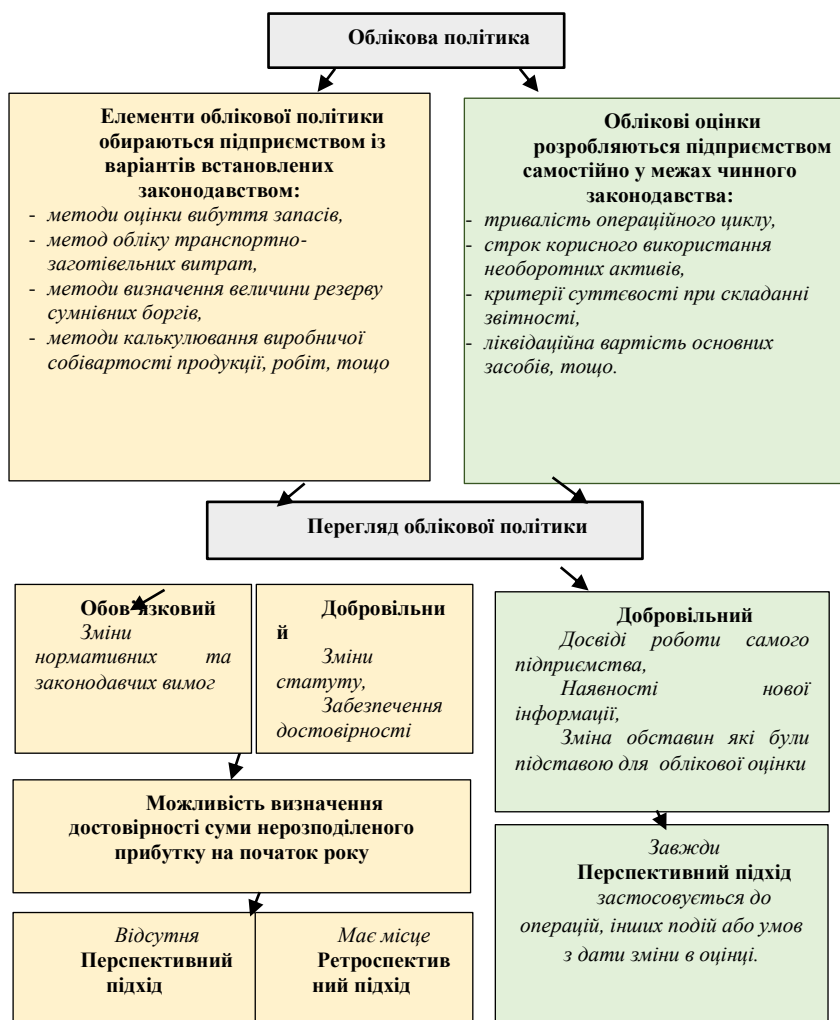 Облікова політика
Елементи облікової політики
обираються підприємством із
варіантів встановлених
законодавством:
- методи оцінки вибуття запасів,
- метод обліку транспортно-
заготівельних витрат,
- методи визначення величини резерву
сумнівних боргів,
- методи калькулювання виробничої
собівартості продукції, робіт, тощо
Облікові оцінки
розробляються підприємством
самостійно у межах чинного
законодавства:
- тривалість операційного циклу,
- строк корисного використання
необоротних активів,
- критерії суттєвості при складанні
звітності,
- ліквідаційна вартість основних
засобів, тощо.
Перегляд облікової політики
Обов’язковий
Зміни
нормативних та
законодавчих вимог
Добровільни
й
Зміни
статуту,
Забезпечення
достовірності
Добровільний
Досвіді роботи самого
підприємства,
Наявності нової
інформації,
Зміна обставин які були
підставою для облікової оцінки
Можливість визначення
достовірності суми нерозподіленого
прибутку на початок року
Відсутня
Перспективний
підхід
Має місце
Ретроспектив
ний підхід
Завжди
Перспективний підхід
застосовується до
операцій, інших подій або умов
з дати зміни в оцінці.